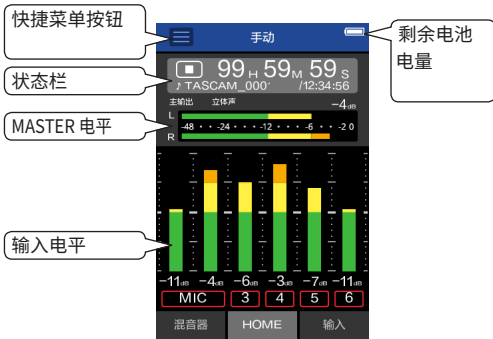 快捷菜单按钮
手动
剩余电池
电量
状态栏
99H 59M 59S
♪ TASCAM_000′ /12:34:56
主输出 立体声 −4dB
MASTER 电平
L
-48 • • -24 • • • -12 • • • -6 • • -2 0
R
输入电平
−11dB −4dB −6dB −3dB −7dB −11dB
MIC 3 4 5 6
混音器 HOME 输入